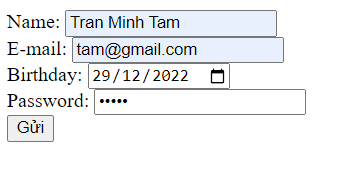 Name: Tran Minh Tam
E-mail: tam@gmail.com
Birthday: 29/12/2022
Password: •••••
Gửi